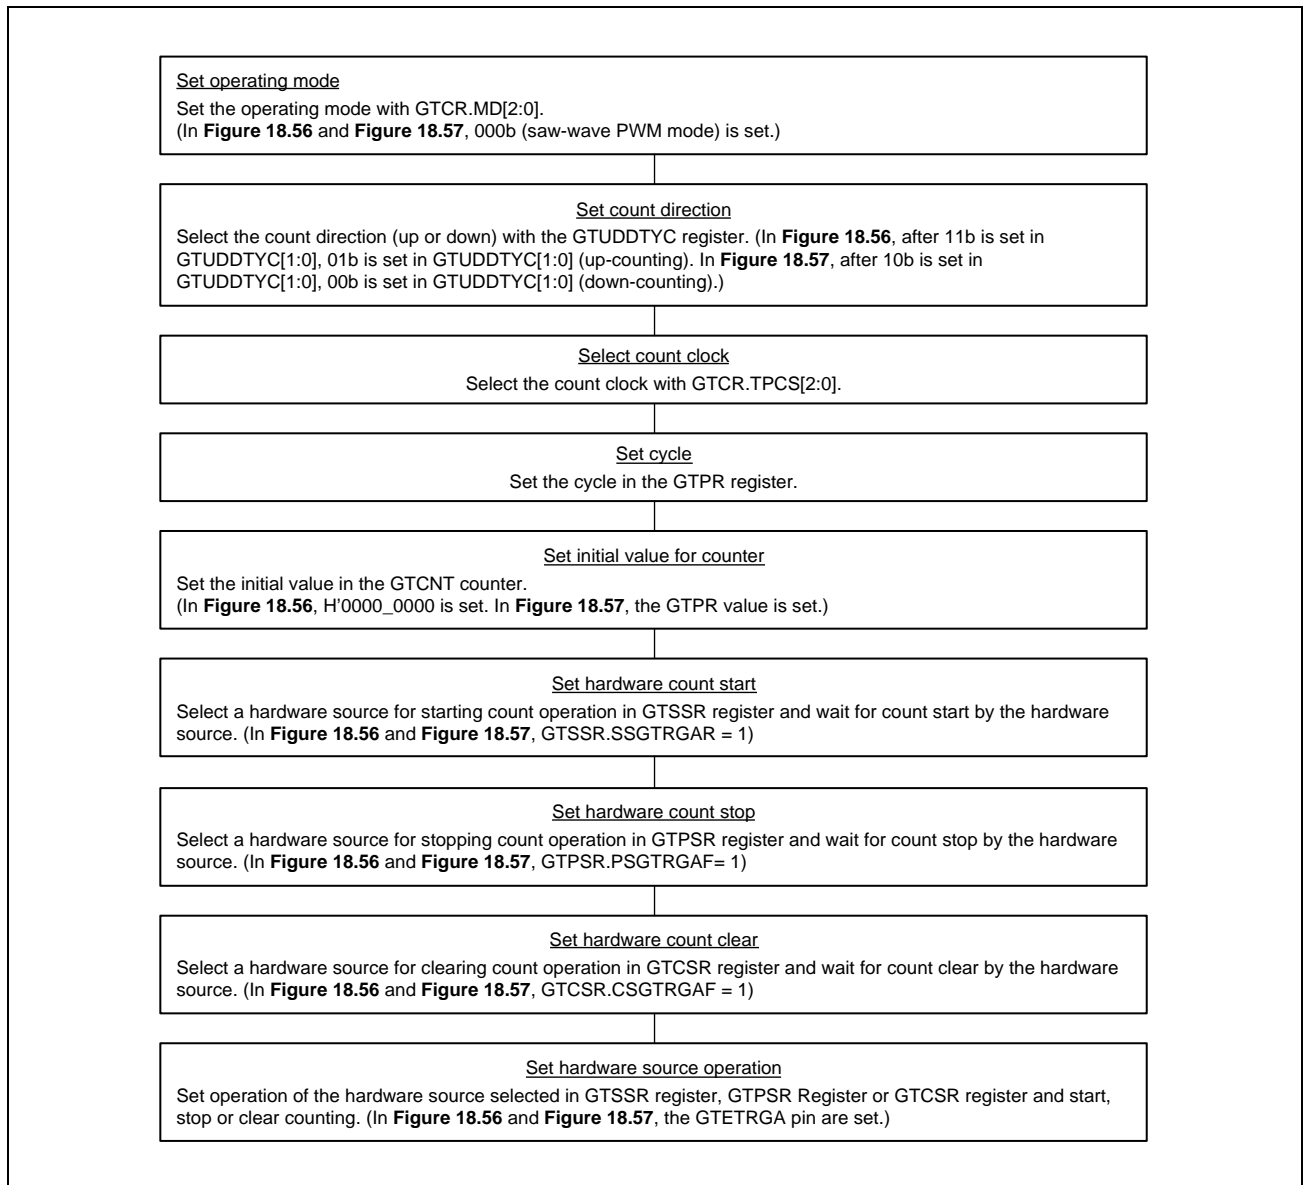 Set operating mode
Set the operating mode with GTCR.MD[2:0].
(In Figure 18.56 and Figure 18.57, 000b (saw-wave PWM mode) is set.)
Set count direction
Select the count direction (up or down) with the GTUDDTYC register. (In Figure 18.56, after 11b is set in
GTUDDTYC[1:0], 01b is set in GTUDDTYC[1:0] (up-counting). In Figure 18.57, after 10b is set in
GTUDDTYC[1:0], 00b is set in GTUDDTYC[1:0] (down-counting).)
Select count clock
Select the count clock with GTCR.TPCS[2:0].
Set cycle
Set the cycle in the GTPR register.
Set initial value for counter
Set the initial value in the GTCNT counter.
(In Figure 18.56, H'0000_0000 is set. In Figure 18.57, the GTPR value is set.)
Set hardware count start
Select a hardware source for starting count operation in GTSSR register and wait for count start by the hardware
source. (In Figure 18.56 and Figure 18.57, GTSSR.SSGTRGAR = 1)
Set hardware count stop
Select a hardware source for stopping count operation in GTPSR register and wait for count stop by the hardware
source. (In Figure 18.56 and Figure 18.57, GTPSR.PSGTRGAF= 1)
Set hardware count clear
Select a hardware source for clearing count operation in GTCSR register and wait for count clear by the hardware
source. (In Figure 18.56 and Figure 18.57, GTCSR.CSGTRGAF = 1)
Set hardware source operation
Set operation of the hardware source selected in GTSSR register, GTPSR Register or GTCSR register and start,
stop or clear counting. (In Figure 18.56 and Figure 18.57, the GTETRGA pin are set.)